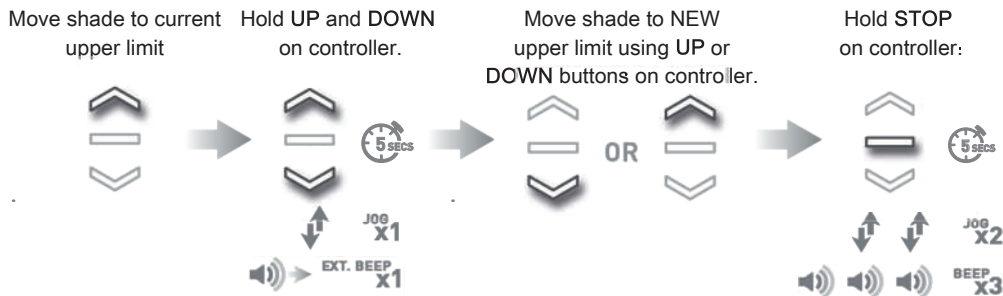 Move shade to current
upper limit
Hold UP and DOWN
on controller.
Move shade to NEW
upper limit using UP or
DOWN buttons on controller.
Hold STOP
on controller:
5 SECS
OR
5 SECS
JOG
X1
EXT. BEEP
X1
JOG
X2
BEEP
X3